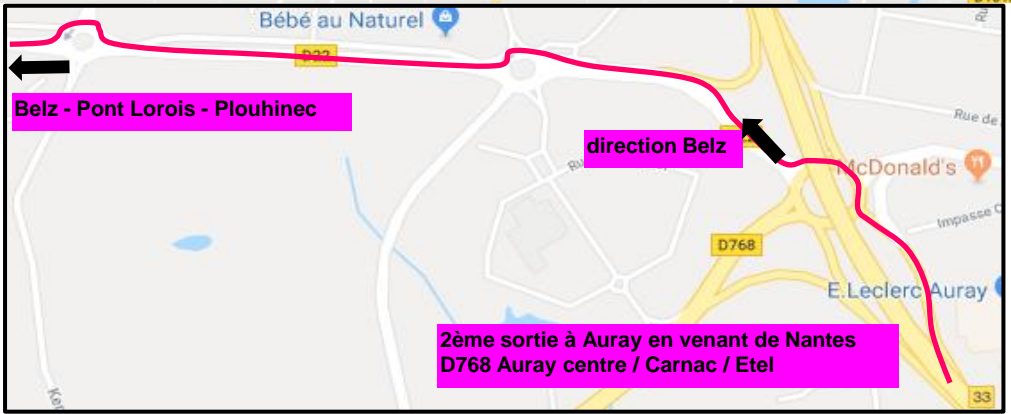 Bébé au Naturel
D22
Belz - Pont Lorois - Plouhinec
direction Belz
Rue de
McDonald's
Impasse
D768
E.Leclerc Auray
2ème sortie à Auray en venant de Nantes
D768 Auray centre / Carnac / Etel
33